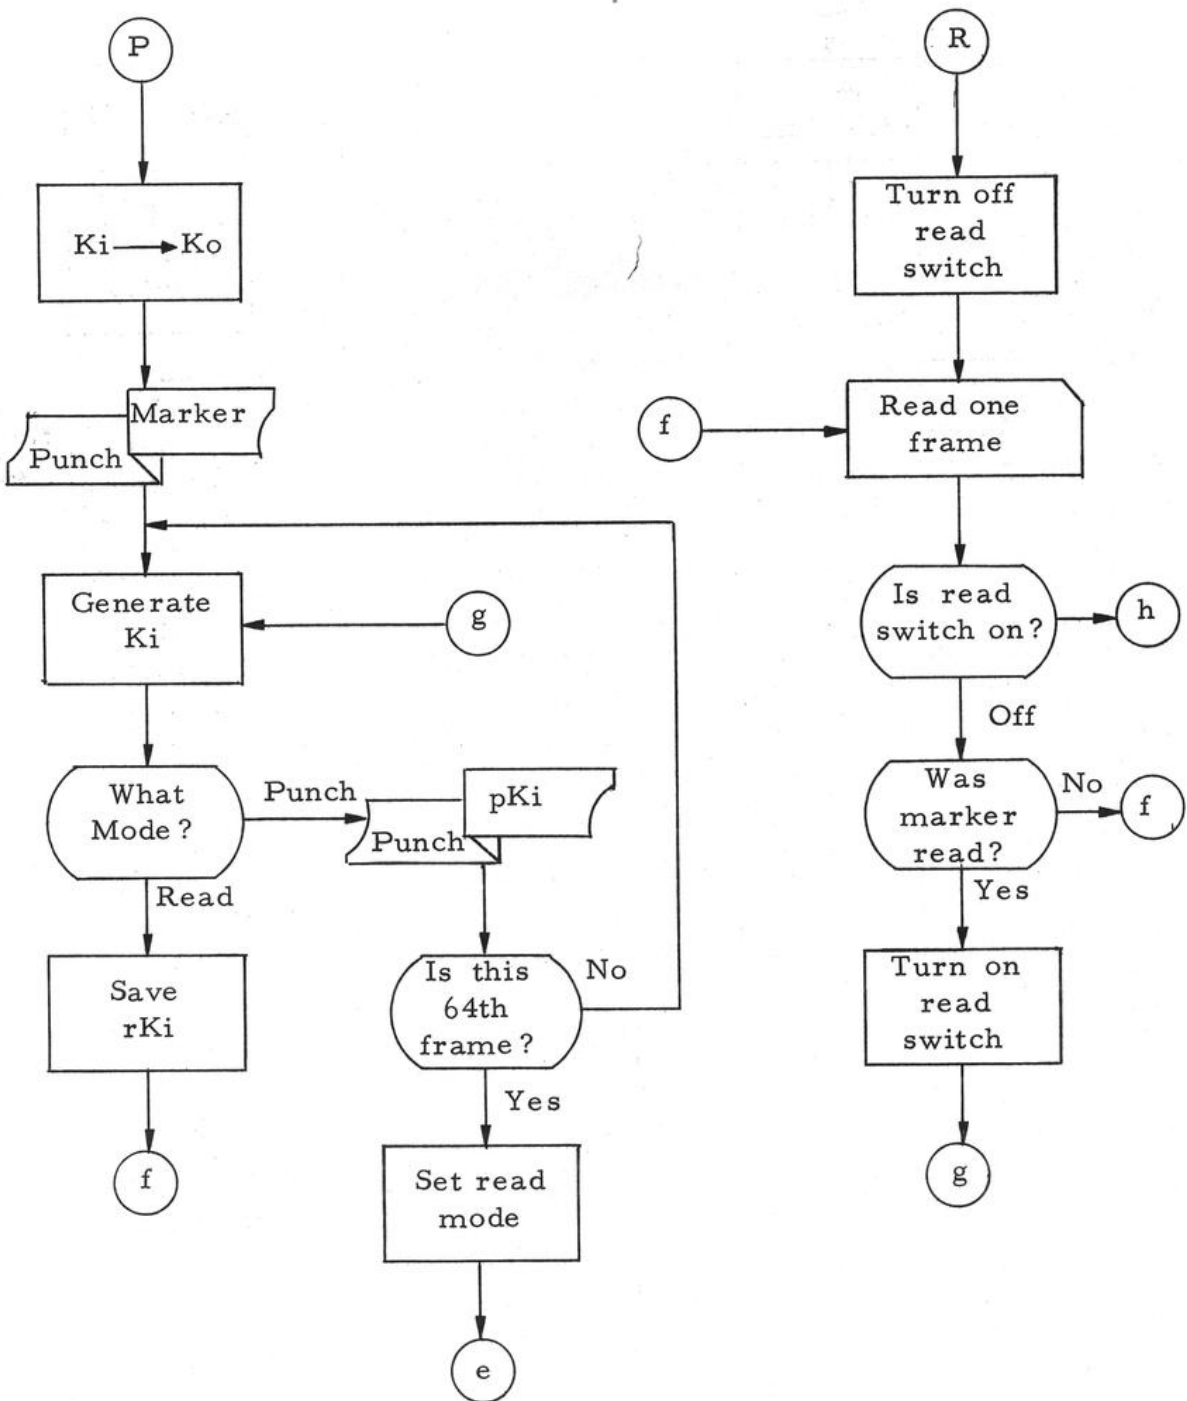 P
Ki → Ko
Marker
Punch
Generate
Ki
g
What
Mode?
Punch
pKi
Punch
Read
Save
rKi
f
Is this
64th
frame?
No
Yes
Set read
mode
e
R
Turn off
read
switch
f
Read one
frame
Is read
switch on?
h
Off
Was
marker
read?
No
f
Yes
Turn on
read
switch
g